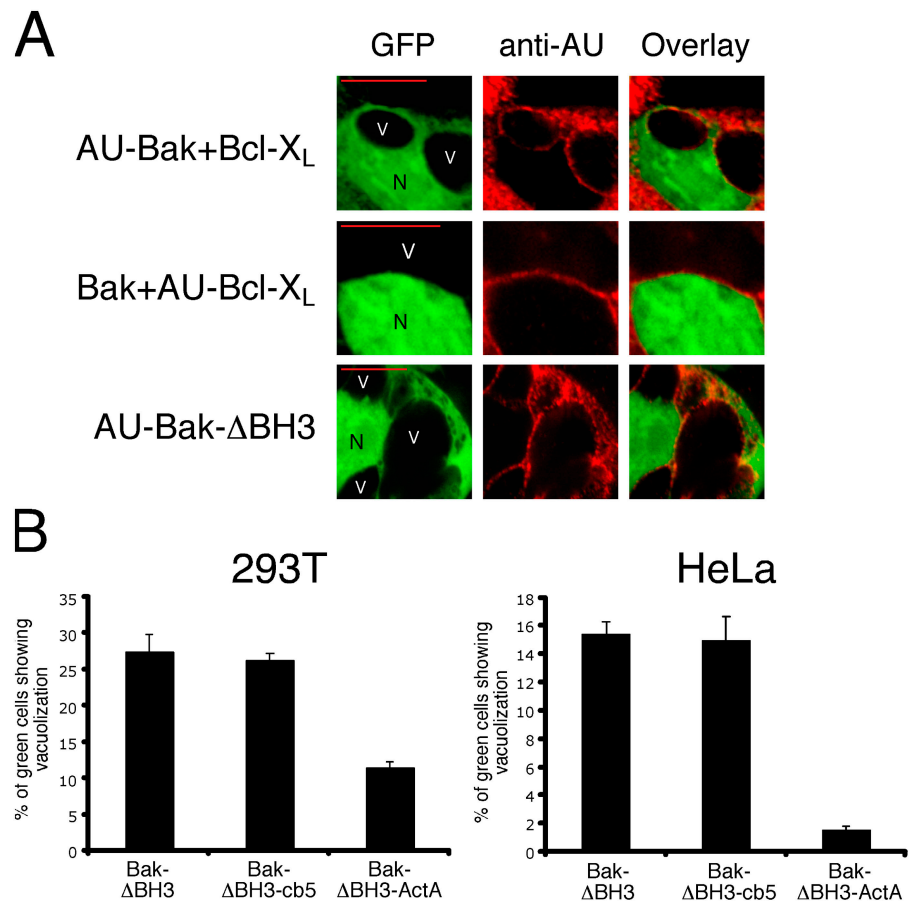 A
GFP anti-AU Overlay
AU-Bak+Bcl-XL
V
V
N
Bak+AU-Bcl-XL
V
N
AU-Bak-ΔBH3
V
N
V
V
B
293T
% of green cells showing
vacuolization
35
30
25
20
15
10
5
0
Bak-
ΔBH3
Bak-
ΔBH3-cb5
Bak-
ΔBH3-ActA
HeLa
% of green cells showing
vacuolization
18
16
14
12
10
8
6
4
2
0
Bak-
ΔBH3
Bak-
ΔBH3-cb5
Bak-
ΔBH3-ActA